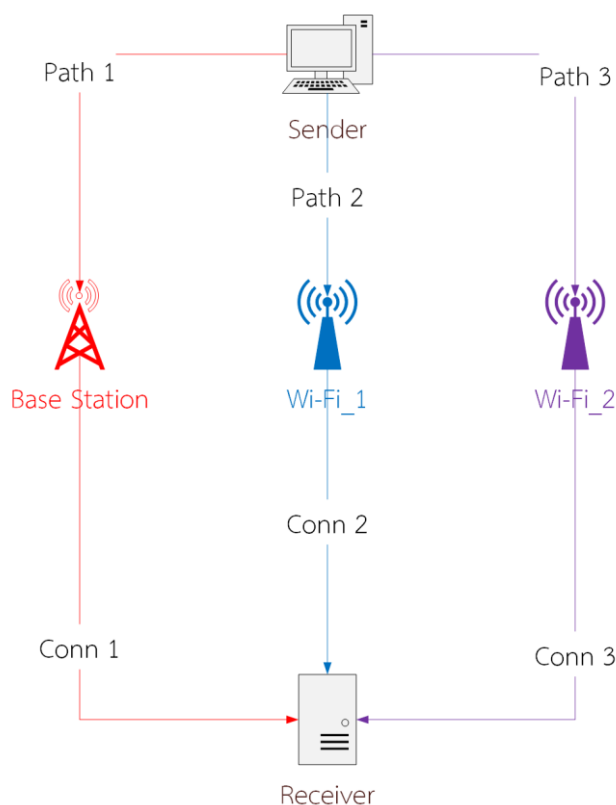 Path 1
Sender
Path 3
Path 2
Base Station
Wi-Fi_1
Wi-Fi_2
Conn 2
Conn 1
Conn 3
Receiver